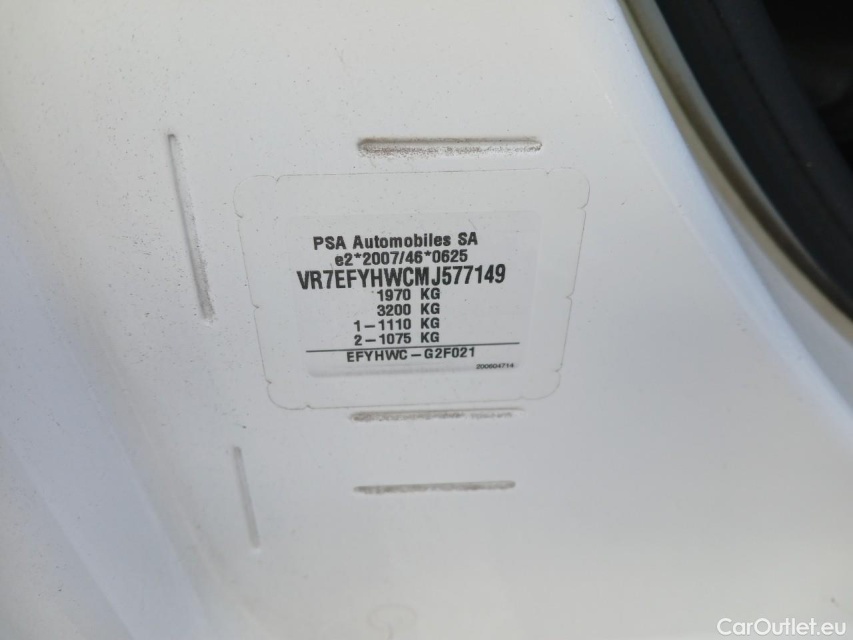 PSA Automobiles SA
e2*2007/46*0625
VR7EFYHWCMJ577149
1970 KG
3200 KG
1-1110 KG
2-1075 KG
EFYHWC-G2F021
200604714
CarOutlet.eu